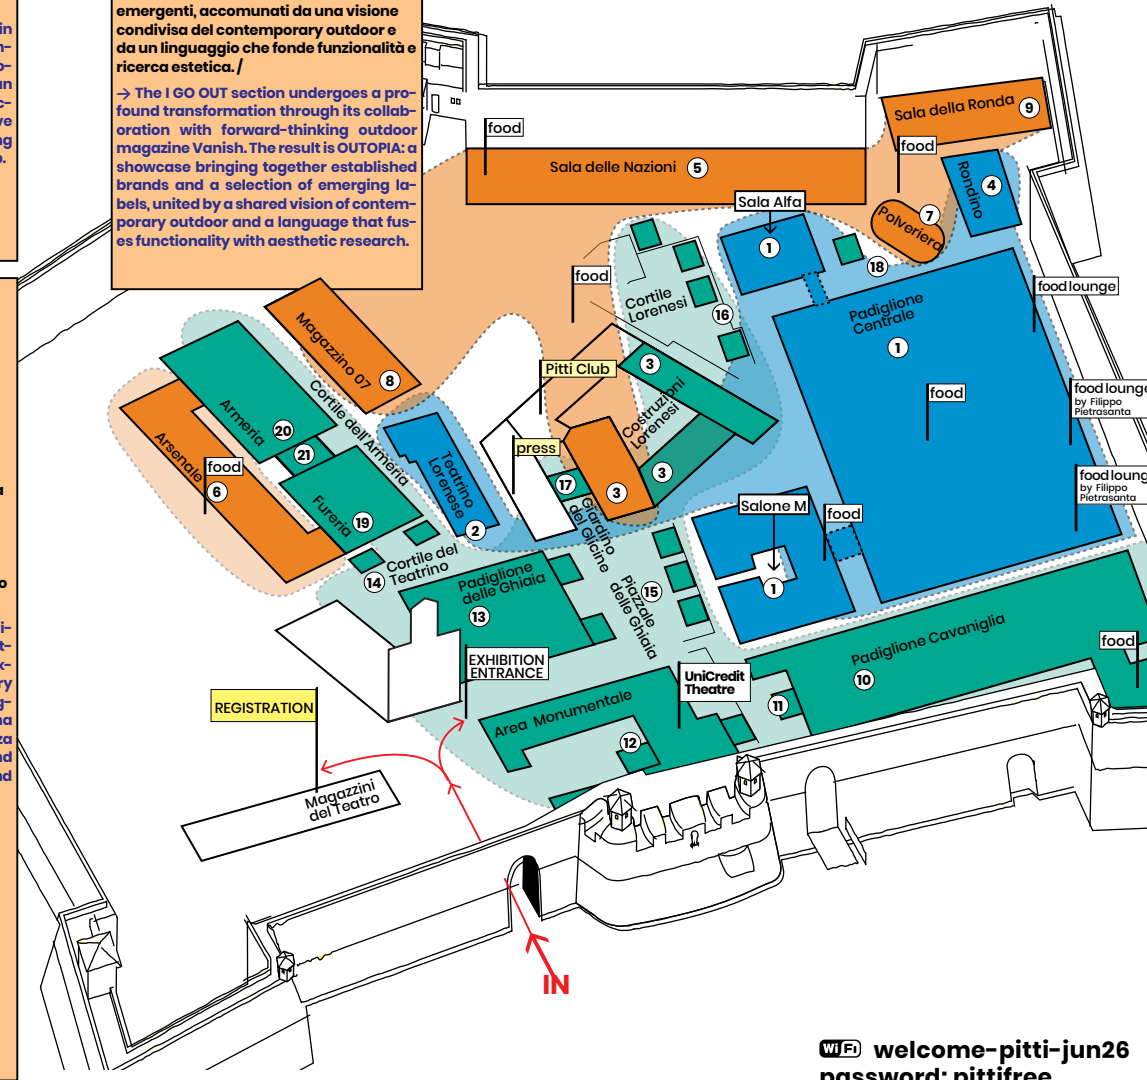 emergenti, accomunati da una visione
condivisa del contemporary outdoor e
da un linguaggio che fonde funzionalità e
ricerca estetica. /
→ The I GO OUT section undergoes a pro-
found transformation through its collab-
oration with forward-thinking outdoor
magazine Vanish. The result is OUTOPIA: a
showcase bringing together established
brands and a selection of emerging la-
bels, united by a shared vision of contem-
porary outdoor and a language that fus-
es functionality with aesthetic research.
food
Sala delle Nazioni 5
Sala della Ronda 9
food
Rondino 4
Polveriera 7
Sala Alfa
1
18
food
Cortile
Lorenesi
16
Padiglione
Centrale
1
food lounge
food
food lounge
by Filippo
Pietrasanta
food loung
by Filippo
Pietrasanta
Magazzino 07 8
Pitti Club
3
Costruzioni
Lorenesi
3
3
press
17
Giardino
del Glicine
Cortile dell'Armeria
Armeria 20
21
Arsenale 6
food
Fureria 19
Teatrino
Lorenese
2
Salone M
food
1
Cortile del
Teatrino
14
Padiglione
delle Ghiaia
13
Piazzale
delle Ghiaia
15
Padiglione Cavaniglia
10
food
EXHIBITION
ENTRANCE
UniCredit
Theatre
11
REGISTRATION
Area Monumentale
12
Magazzini
del Teatro
IN
WiFi welcome-pitti-jun26
password: pittifree